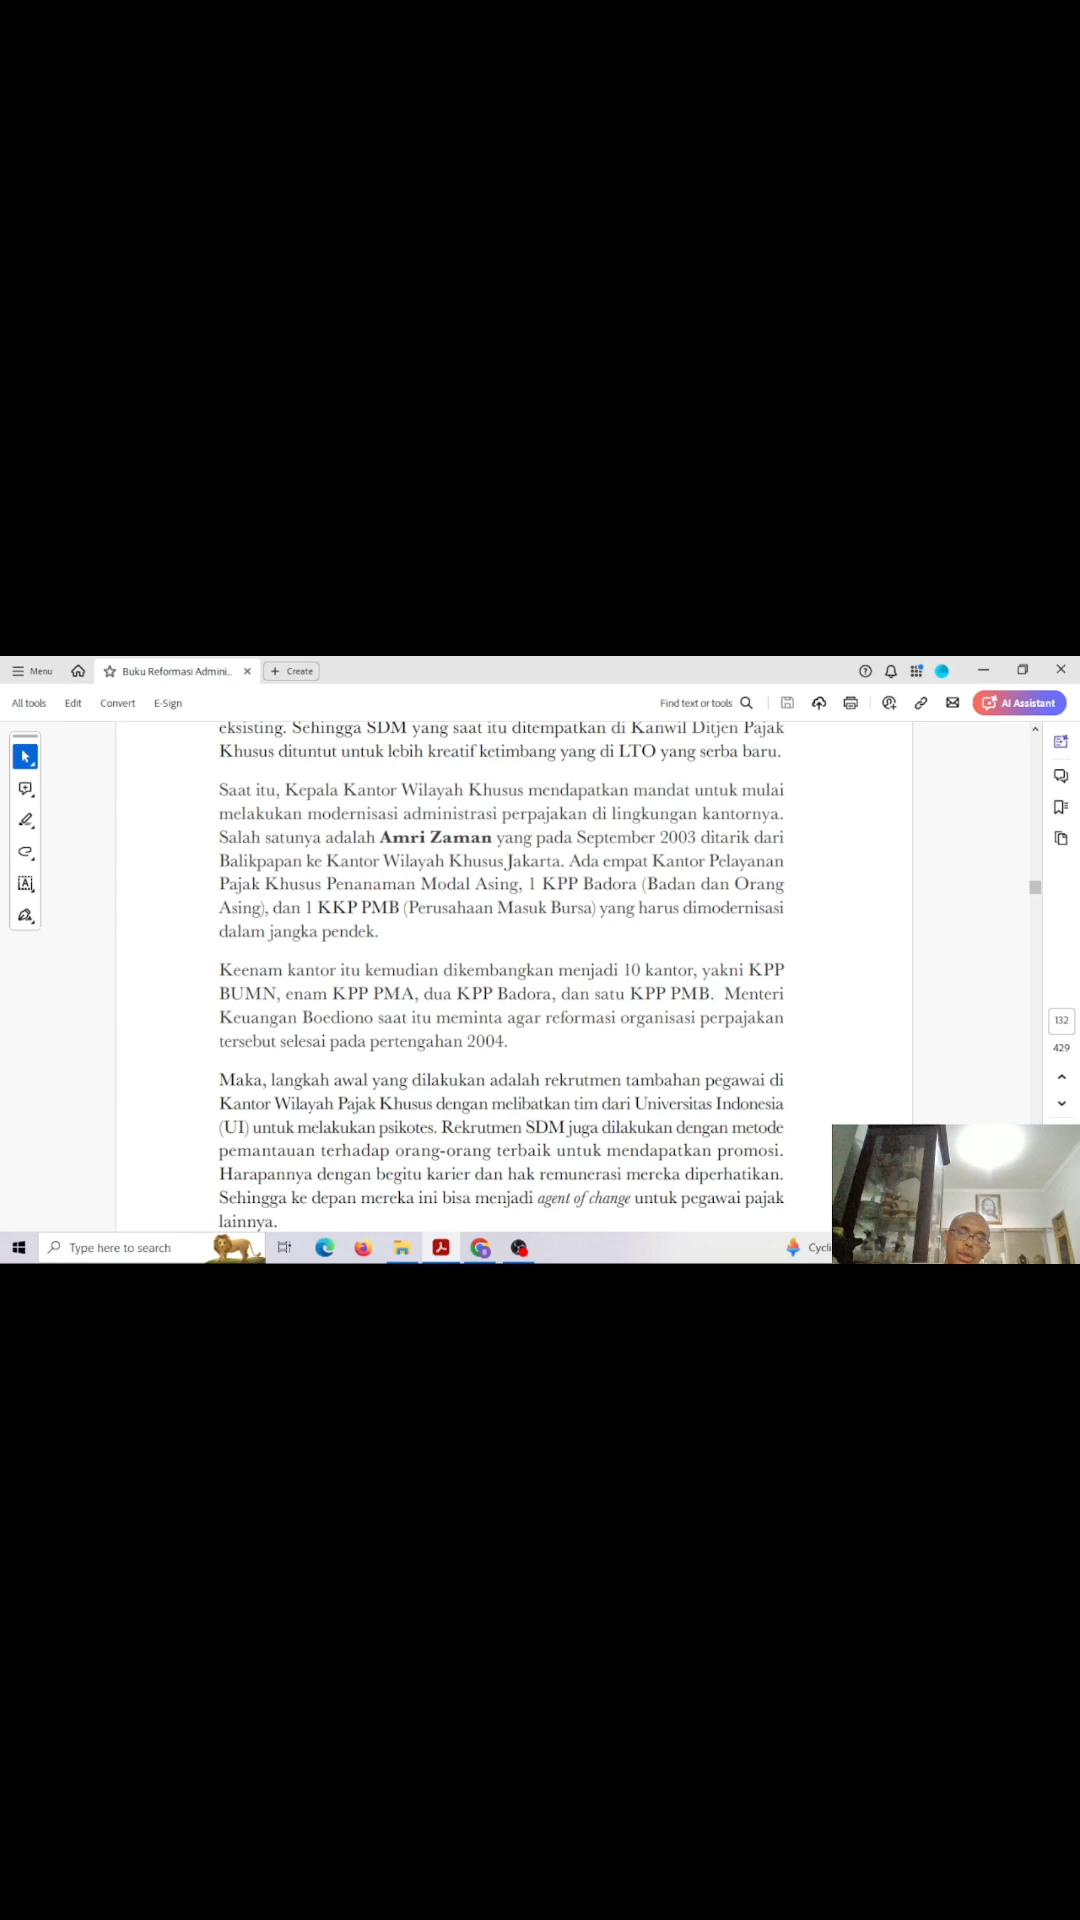 Menu
Buku Reformasi Admini...
Create
All tools
Edit
Convert
E-Sign
Find text or tools
AI Assistant
eksisting. Sehingga SDM yang saat itu ditempatkan di Kanwil Ditjen Pajak
Khusus dituntut untuk lebih kreatif ketimbang yang di LTO yang serba baru.
Saat itu, Kepala Kantor Wilayah Khusus mendapatkan mandat untuk mulai
melakukan modernisasi administrasi perpajakan di lingkungan kantornya.
Salah satunya adalah Amri Zaman yang pada September 2003 ditarik dari
Balikpapan ke Kantor Wilayah Khusus Jakarta. Ada empat Kantor Pelayanan
Pajak Khusus Penanaman Modal Asing, 1 KPP Badora (Badan dan Orang
Asing), dan 1 KKP PMB (Perusahaan Masuk Bursa) yang harus dimodernisasi
dalam jangka pendek.
Keenam kantor itu kemudian dikembangkan menjadi 10 kantor, yakni KPP
BUMN, enam KPP PMA, dua KPP Badora, dan satu KPP PMB. Menteri
Keuangan Boediono saat itu meminta agar reformasi organisasi perpajakan
tersebut selesai pada pertengahan 2004.
Maka, langkah awal yang dilakukan adalah rekrutmen tambahan pegawai di
Kantor Wilayah Pajak Khusus dengan melibatkan tim dari Universitas Indonesia
(UI) untuk melakukan psikotes. Rekrutmen SDM juga dilakukan dengan metode
pemantauan terhadap orang-orang terbaik untuk mendapatkan promosi.
Harapannya dengan begitu karier dan hak remunerasi mereka diperhatikan.
Sehingga ke depan mereka ini bisa menjadi agent of change untuk pegawai pajak
lainnya.
132
429
Type here to search
Cycli